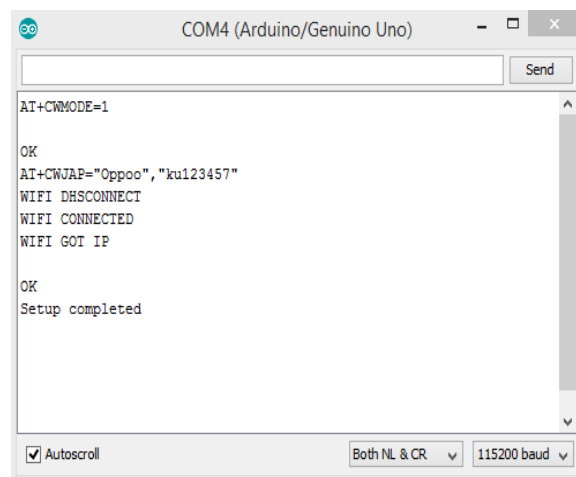 COM4 (Arduino/Genuino Uno)
Send
AT+CWMODE=1
OK
AT+CWJAP="Oppoo","ku123457"
WIFI DHSCONNECT
WIFI CONNECTED
WIFI GOT IP
OK
Setup completed
Autoscroll Both NL & CR 115200 baud